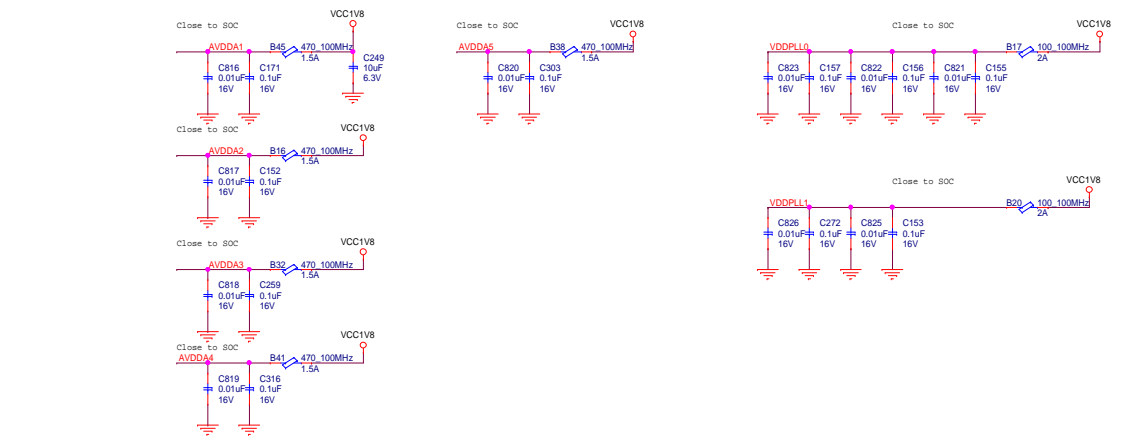 Close to SOC
VCC1V8
AVDDA1
B45
470_100MHz
1.5A
C816
0.01uF
16V
C171
0.1uF
16V
C249
10uF
6.3V
Close to SOC
VCC1V8
AVDDA2
B16
470_100MHz
1.5A
C817
0.01uF
16V
C152
0.1uF
16V
Close to SOC
VCC1V8
AVDDA3
B32
470_100MHz
1.5A
C818
0.01uF
16V
C259
0.1uF
16V
Close to SOC
VCC1V8
AVDDA4
B41
470_100MHz
1.5A
C819
0.01uF
16V
C316
0.1uF
16V
Close to SOC
VCC1V8
AVDDA5
B38
470_100MHz
1.5A
C820
0.01uF
16V
C303
0.1uF
16V
Close to SOC
VCC1V8
VDDPLL0
B17
100_100MHz
2A
C823
0.01uF
16V
C157
0.1uF
16V
C822
0.01uF
16V
C156
0.1uF
16V
C821
0.01uF
16V
C155
0.1uF
16V
Close to SOC
VCC1V8
VDDPLL1
B20
100_100MHz
2A
C826
0.01uF
16V
C272
0.1uF
16V
C825
0.01uF
16V
C153
0.1uF
16V